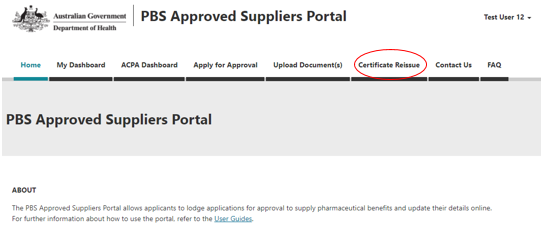 Australian Government
Department of Health
PBS Approved Suppliers Portal
Test User 12
Home My Dashboard ACPA Dashboard Apply for Approval Upload Document(s) Certificate Reissue Contact Us FAQ
PBS Approved Suppliers Portal
ABOUT
The PBS Approved Suppliers Portal allows applicants to lodge applications for approval to supply pharmaceutical benefits and update their details online.
For further information about how to use the portal, refer to the User Guides.